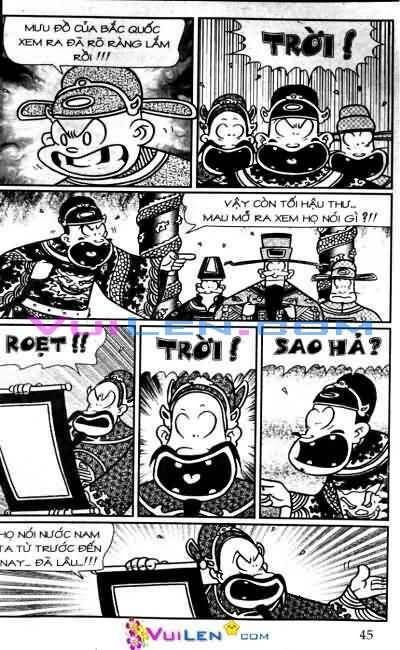 MƯU ĐỒ CỦA BẮC QUỐC
XEM RA ĐÃ RÕ RÀNG LẮM
RỒI !!!
TRỜI !
VẬY CÒN TỐI HẬU THƯ...
MAU MỞ RA XEM HỌ NÓI GÌ ?!!
VUILEN.COM
ROẸT !!
TRỜI !
SAO HẢ ?
HỌ NÓI NƯỚC NAM
TA TỪ TRƯỚC ĐẾN
NAY... ĐÃ LÂU...!!!
VUILEN.COM
45